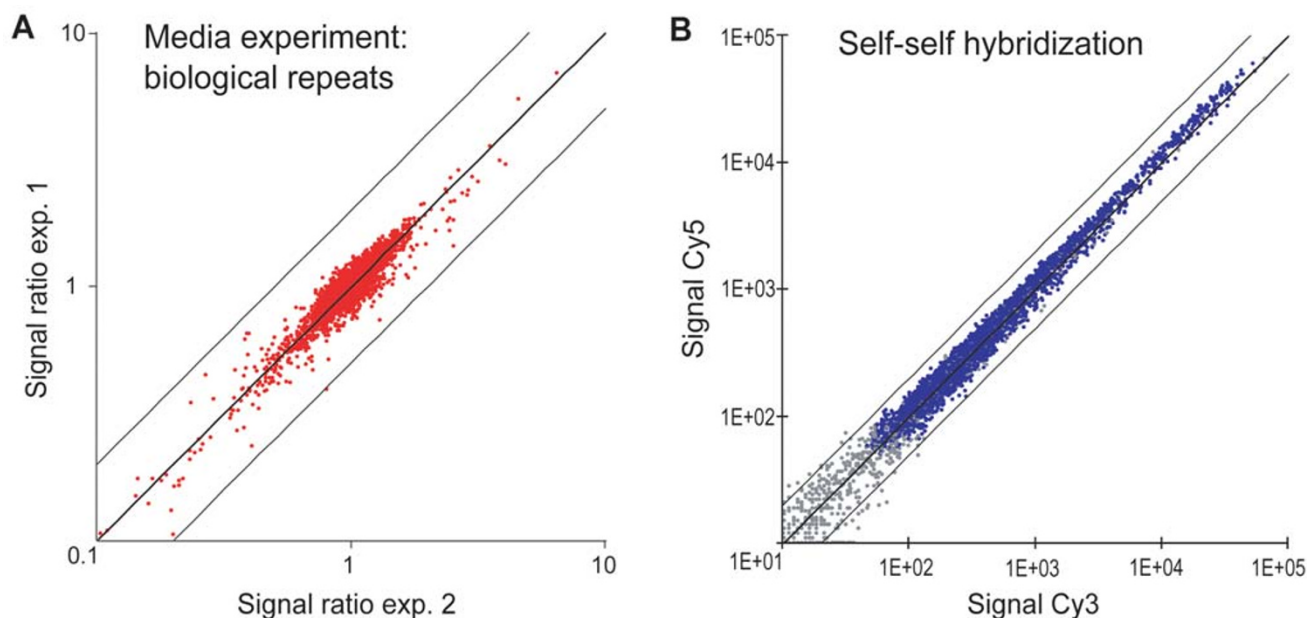 A
Media experiment:
biological repeats
10
1
0.1
1
10
Signal ratio exp. 1
Signal ratio exp. 2
B
Self-self hybridization
1E+05
1E+04
1E+03
1E+02
1E+01
1E+02
1E+03
1E+04
1E+05
Signal Cy5
Signal Cy3